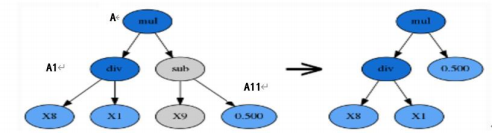 A↵ mul mul
A1↵ div sub A11↵ div 0.500
X8 X1 X9 0.500 X8 X1